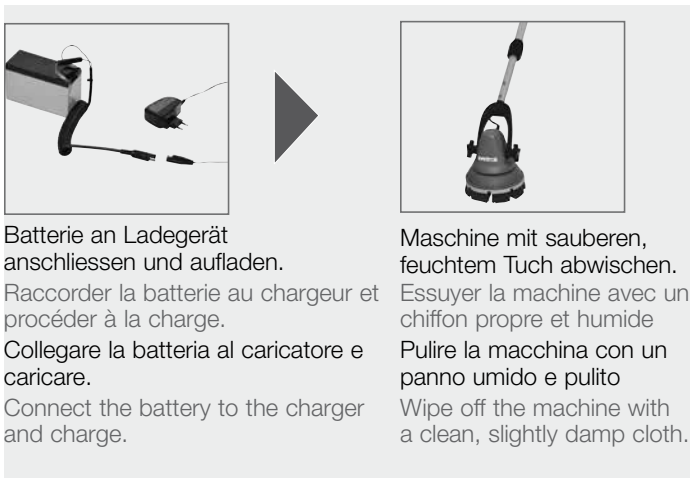 Batterie an Ladegerät
anschliessen und aufladen.
Raccorder la batterie au chargeur et
procéder à la charge.
Collegare la batteria al caricatore e
caricare.
Connect the battery to the charger
and charge.
Maschine mit sauberen,
feuchtem Tuch abwischen.
Essuyer la machine avec un
chiffon propre et humide
Pulire la macchina con un
panno umido e pulito
Wipe off the machine with
a clean, slightly damp cloth.